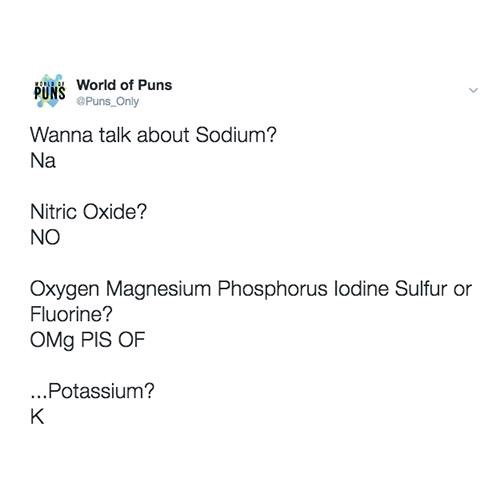 WORLD OF
PUNS
World of Puns
@Puns_Only
Wanna talk about Sodium?
Na
Nitric Oxide?
NO
Oxygen Magnesium Phosphorus Iodine Sulfur or
Fluorine?
OMg PIS OF
...Potassium?
K